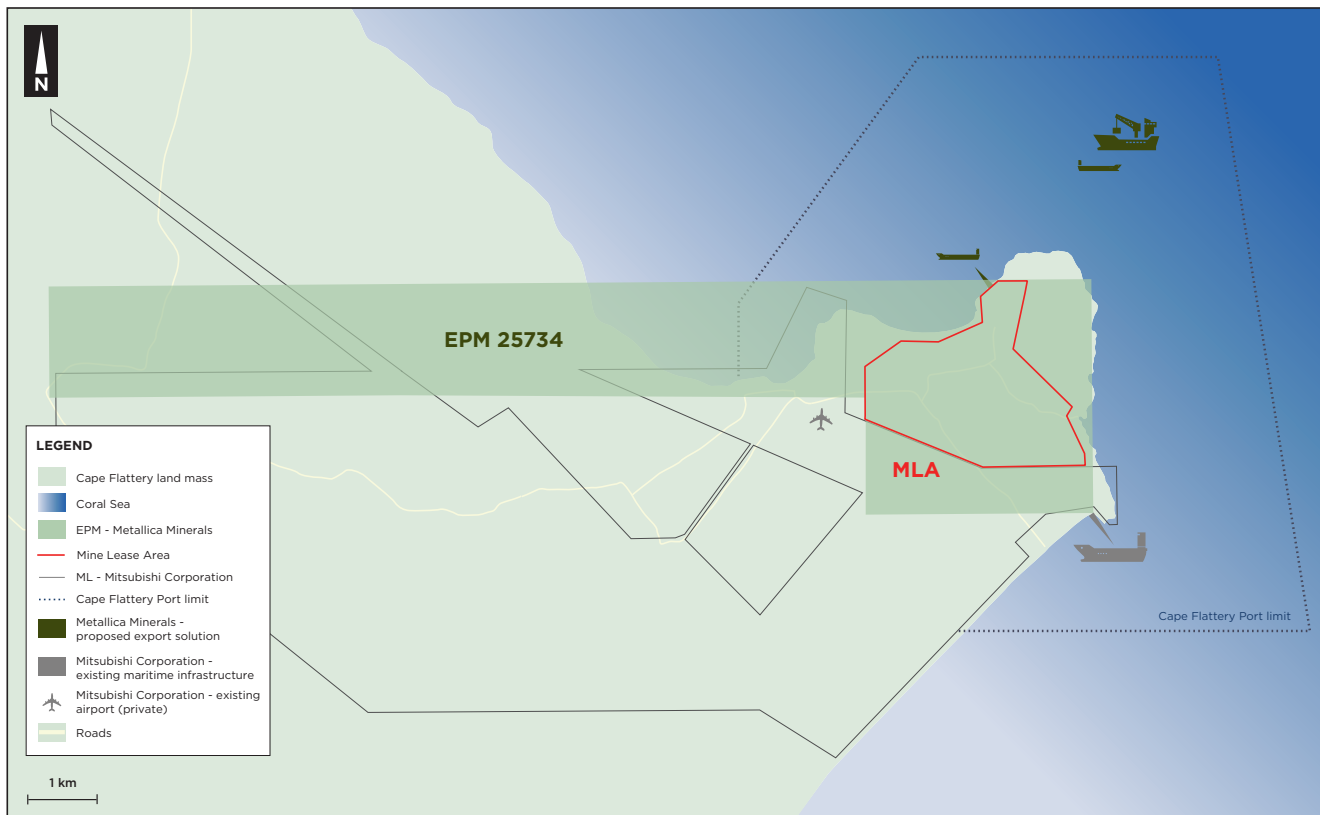 N
EPM 25734
MLA
LEGEND
Cape Flattery land mass
Coral Sea
EPM - Metallica Minerals
Mine Lease Area
ML - Mitsubishi Corporation
Cape Flattery Port limit
Metallica Minerals -
proposed export solution
Mitsubishi Corporation -
existing maritime infrastructure
Mitsubishi Corporation - existing
airport (private)
Roads
Cape Flattery Port limit
1 km